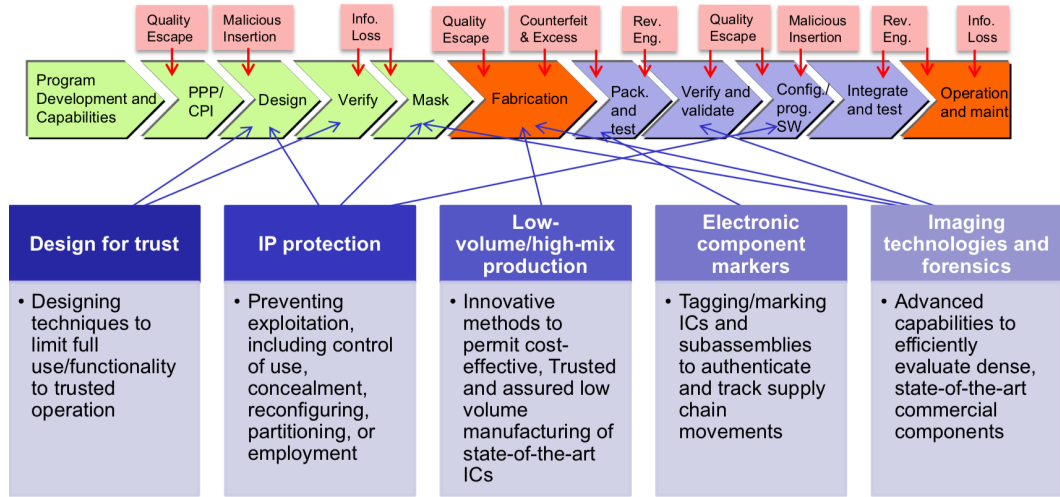 Quality
Escape
Malicious
Insertion
Info.
Loss
Quality
Escape
Counterfeit
& Excess
Rev.
Eng.
Quality
Escape
Malicious
Insertion
Rev.
Eng.
Info.
Loss
Program
Development and
Capabilities
PPP/
CPI
Design
Verify
Mask
Fabrication
Pack.
and
test
Verify and
validate
Config./
prog.
SW
Integrate
and test
Operation
and maint
Design for trust
• Designing
techniques to
limit full
use/functionality
to trusted
operation
IP protection
• Preventing
exploitation,
including control
of use,
concealment,
reconfiguring,
partitioning, or
employment
Low-
volume/high-mix
production
• Innovative
methods to
permit cost-
effective, Trusted
and assured low
volume
manufacturing of
state-of-the-art
ICs
Electronic
component
markers
• Tagging/marking
ICs and
subassemblies
to authenticate
and track supply
chain
movements
Imaging
technologies and
forensics
• Advanced
capabilities to
efficiently
evaluate dense,
state-of-the-art
commercial
components